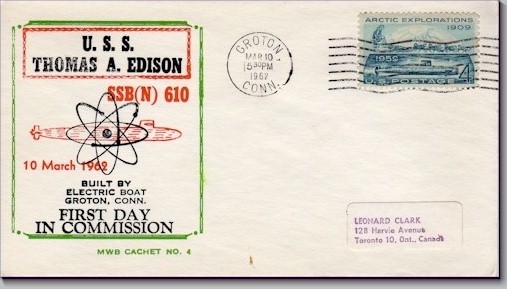 U. S. S.
THOMAS A. EDISON
SSB(N) 610
10 March 1962
BUILT BY
ELECTRIC BOAT
GROTON, CONN.
FIRST DAY
IN COMMISSION
MWB CACHET NO. 4
GROTON
MAR 10
5 30 PM
1962
CONN.
ARCTIC EXPLORATIONS
1909
1959
POSTAGE 4
LEONARD CLARK
128 Harvie Avenue
Toronto 10, Ont., Canada